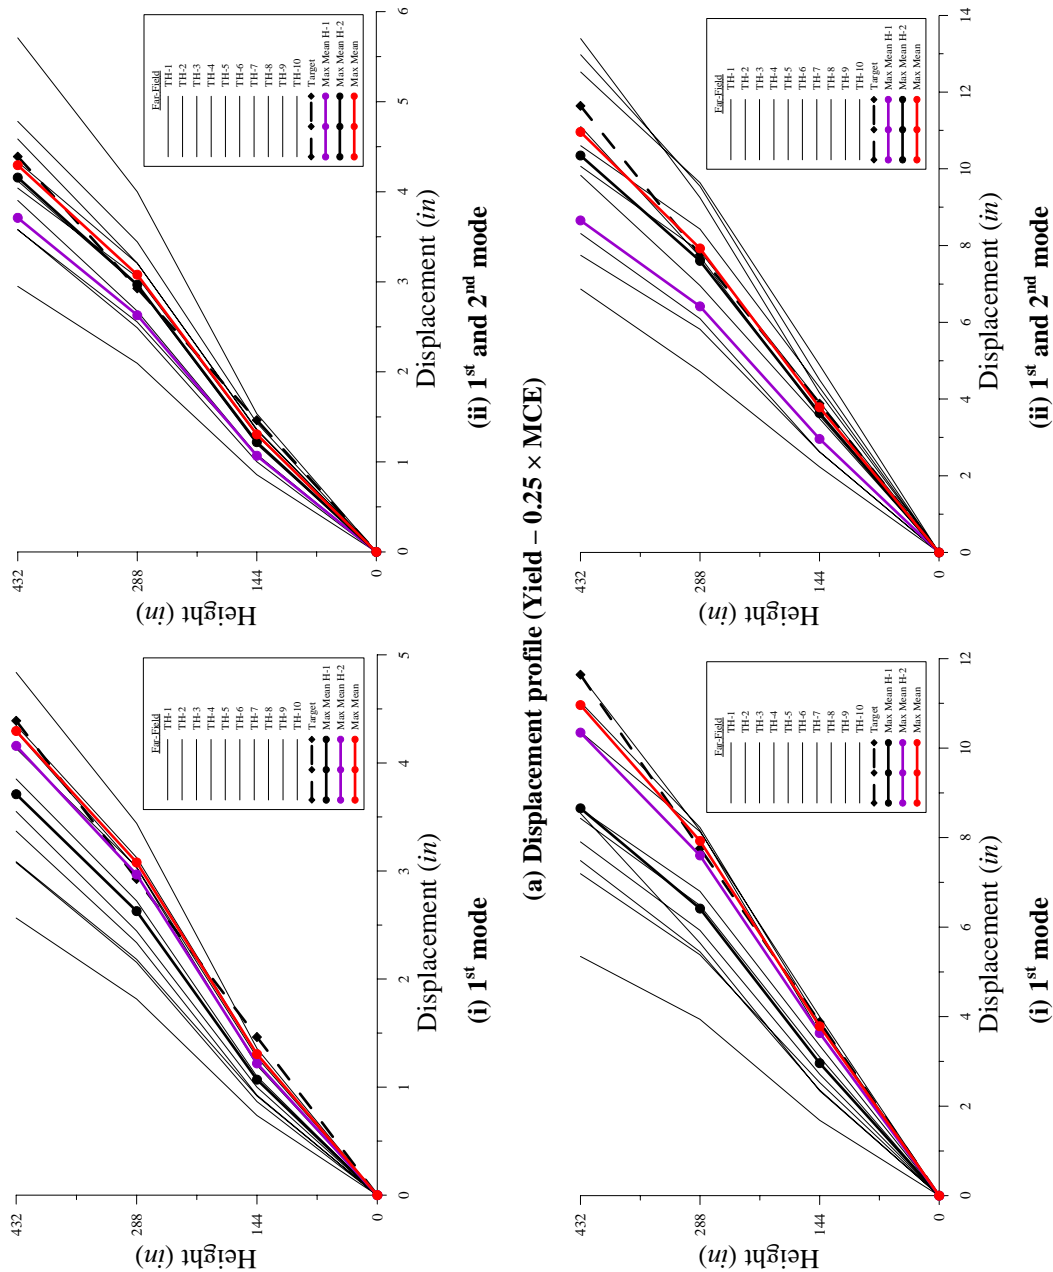 Height (in)
432
288
144
0
0
1
2
3
4
5
Displacement (in)
Far-Field
TH-1
TH-2
TH-3
TH-4
TH-5
TH-6
TH-7
TH-8
TH-9
TH-10
Target
Max Mean H-1
Max Mean H-2
Max Mean
(i) 1st mode
Height (in)
432
288
144
0
0
1
2
3
4
5
6
Displacement (in)
Far-Field
TH-1
TH-2
TH-3
TH-4
TH-5
TH-6
TH-7
TH-8
TH-9
TH-10
Target
Max Mean H-1
Max Mean H-2
Max Mean
(ii) 1st and 2nd mode
(a) Displacement profile (Yield – 0.25 × MCE)
Height (in)
432
288
144
0
0
2
4
6
8
10
12
Displacement (in)
Far-Field
TH-1
TH-2
TH-3
TH-4
TH-5
TH-6
TH-7
TH-8
TH-9
TH-10
Target
Max Mean H-1
Max Mean H-2
Max Mean
(i) 1st mode
Height (in)
432
288
144
0
0
2
4
6
8
10
12
14
Displacement (in)
Far-Field
TH-1
TH-2
TH-3
TH-4
TH-5
TH-6
TH-7
TH-8
TH-9
TH-10
Target
Max Mean H-1
Max Mean H-2
Max Mean
(ii) 1st and 2nd mode